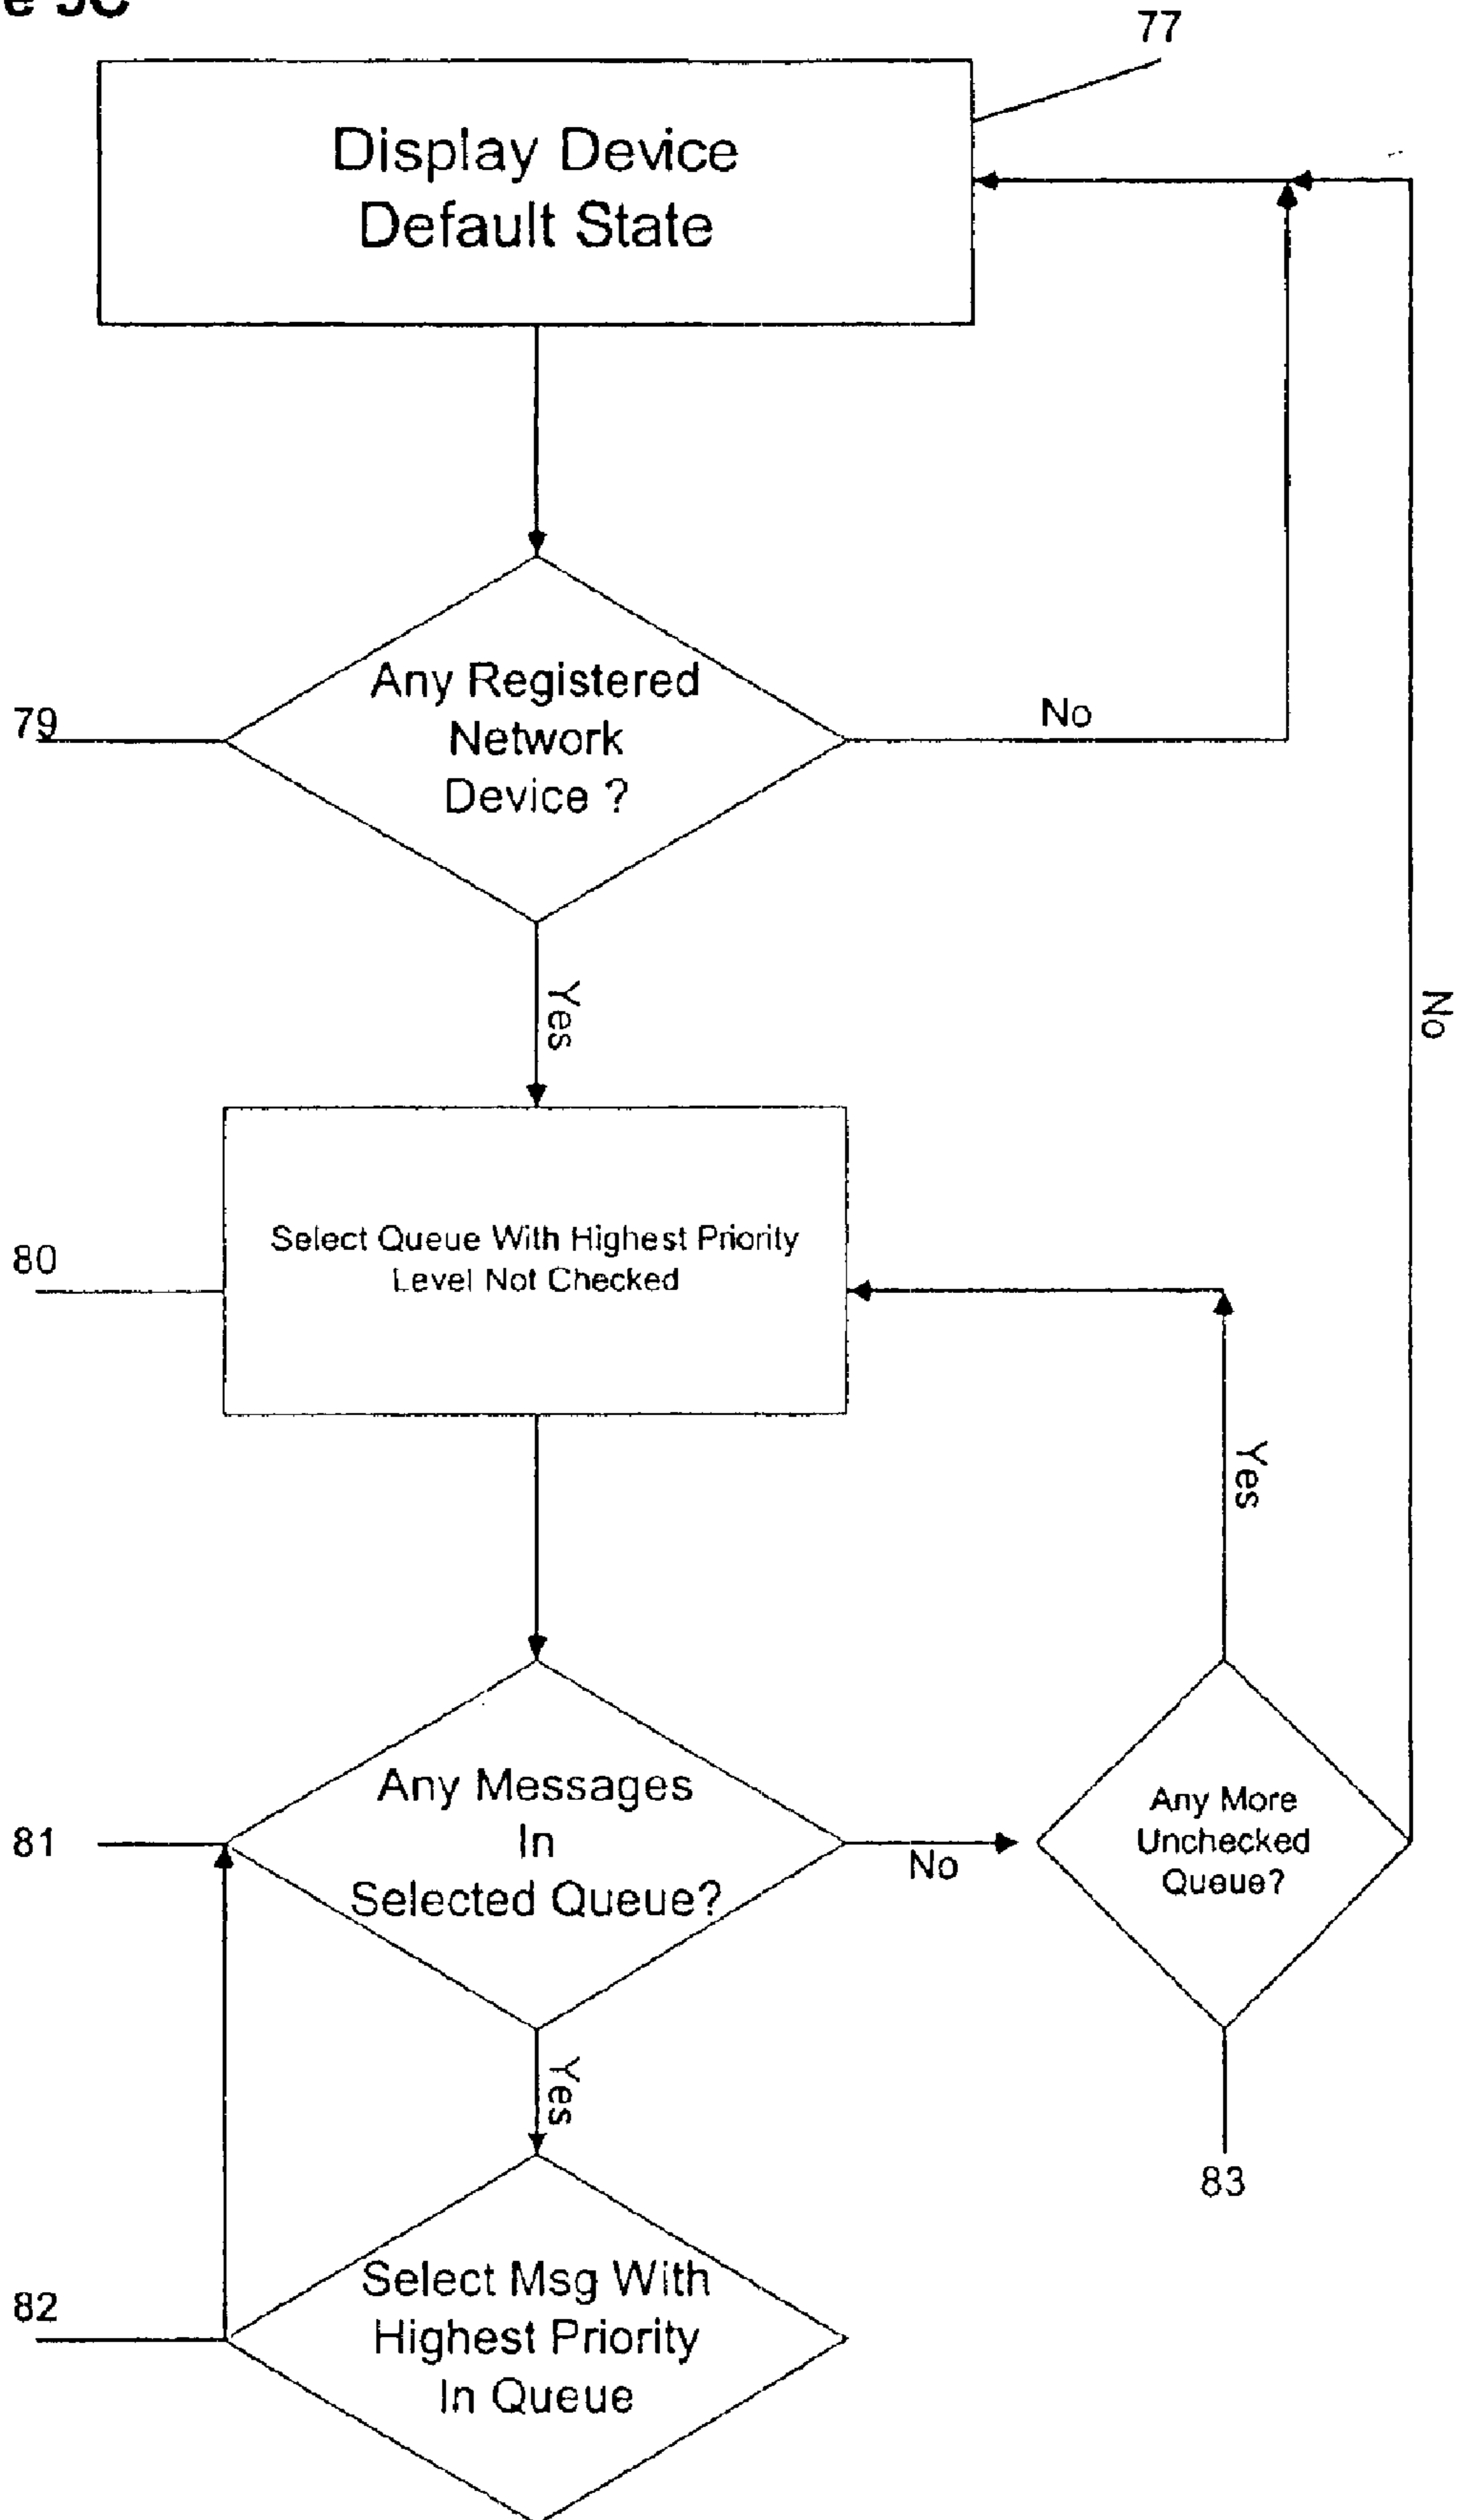 77
Display Device
Default State
Any Registered
Network
Device ?
79
No
Yes
No
Select Queue With Highest Priority
Level Not Checked
80
Yes
Any Messages
In
Selected Queue?
81
No
Any More
Unchecked
Queue?
Yes
83
Select Msg With
Highest Priority
In Queue
82